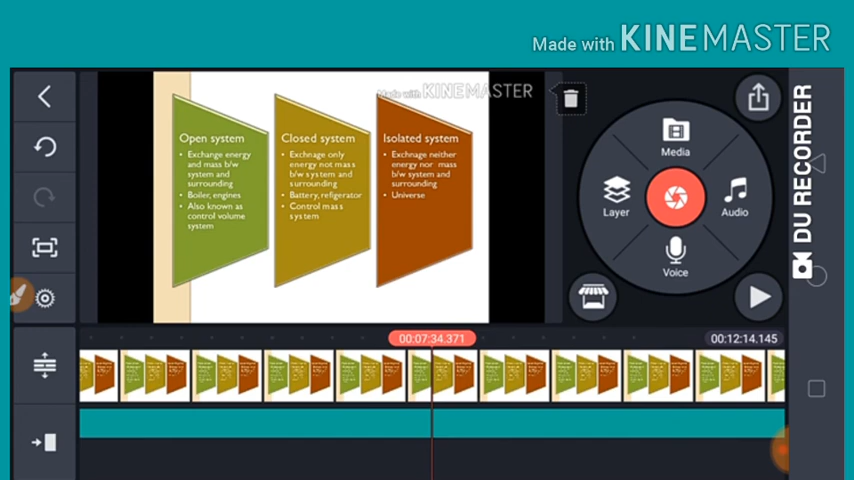 Made with KINEMASTER
Made with KINEMASTER
Open system
• Exchange energy
and mass b/w
system and
surrounding
• Boiler, engines
• Also known as
control volume
system
Closed system
• Exchnage only
energy not mass
b/w system and
surrounding
• Battery, refigerator
• Control mass
system
Isolated system
• Exchnage neither
energy nor mass
b/w system and
surrounding
• Universe
Media
Layer
Audio
Voice
DU RECORDER
00:07:34.371
00:12:14.145